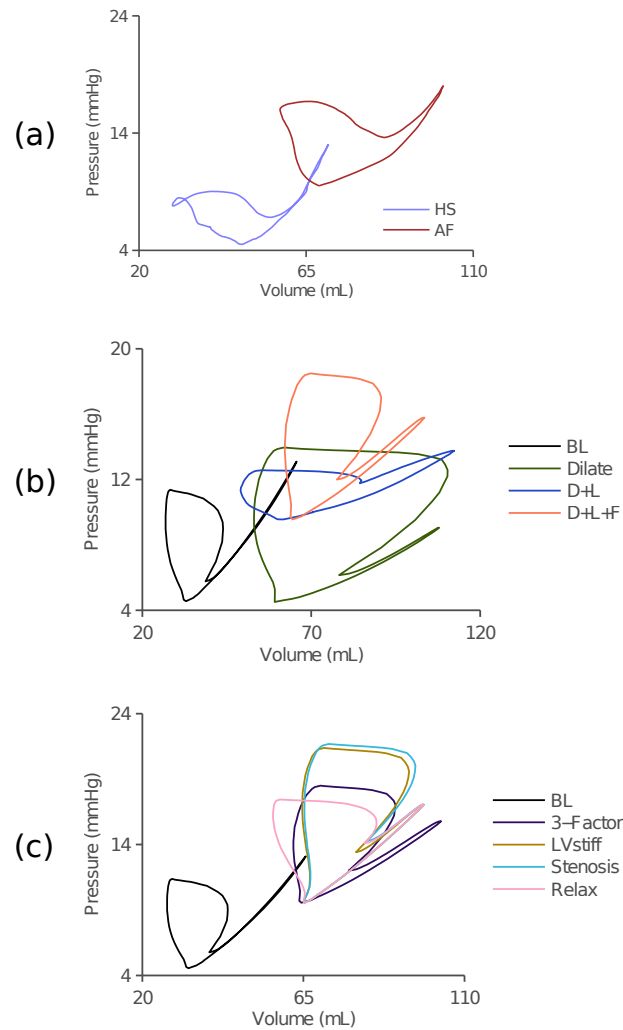 (a)
Pressure (mmHg)
24
14
4
20
65
110
Volume (mL)
HS
AF
(b)
Pressure (mmHg)
20
12
4
20
70
120
Volume (mL)
BL
Dilate
D+L
D+L+F
(c)
Pressure (mmHg)
24
14
4
20
65
110
Volume (mL)
BL
3−Factor
LVstiff
Stenosis
Relax